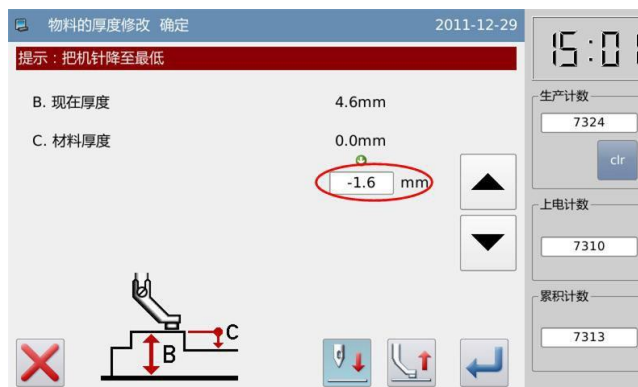 物料的厚度修改 确定
2011-12-29
提示：把机针降至最低
B. 现在厚度
4.6mm
C. 材料厚度
0.0mm
-1.6 mm
C
B
15:0
生产计数
7324
clr
上电计数
7310
累积计数
7313